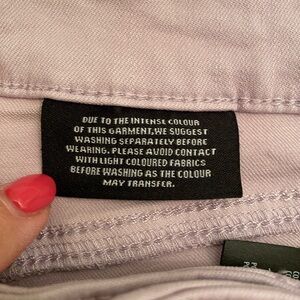 DUE TO THE INTENSE COLOUR
OF THIS GARMENT,WE SUGGEST
WASHING SEPARATELY BEFORE
WEARING. PLEASE AVOID CONTACT
WITH LIGHT COLOURED FABRICS
BEFORE WASHING AS THE COLOUR
MAY TRANSFER.